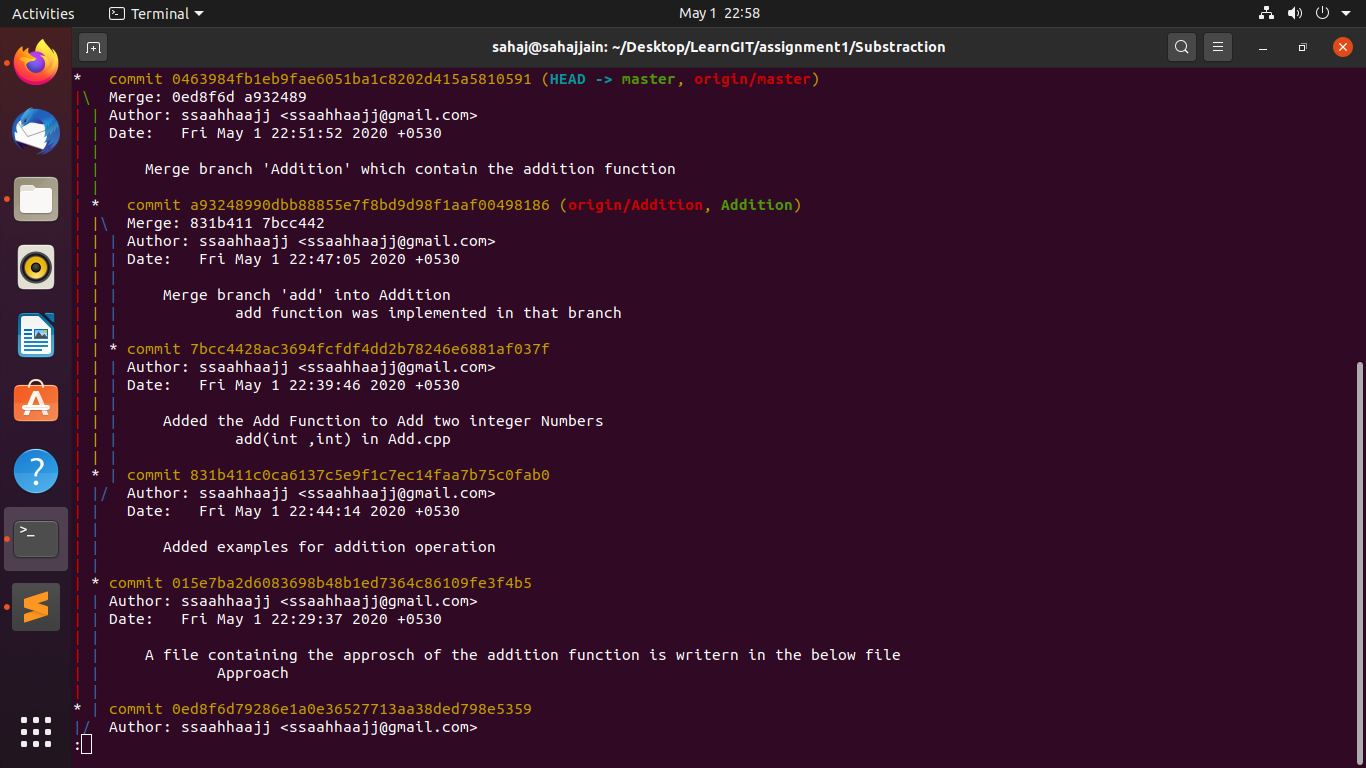 Activities Terminal May 1 22:58
sahaj@sahajjain: ~/Desktop/LearnGIT/assignment1/Substraction
* commit 0463984fb1eb9fae6051ba1c8202d415a5810591 (HEAD -> master, origin/master)
|\ Merge: 0ed8f6d a932489
| | Author: ssaahhaajj <ssaahhaajj@gmail.com>
| | Date: Fri May 1 22:51:52 2020 +0530
| |
| | Merge branch 'Addition' which contain the addition function
| |
| * commit a93248990dbb88855e7f8bd9d98f1aaf00498186 (origin/Addition, Addition)
| |\ Merge: 831b411 7bcc442
| | | Author: ssaahhaajj <ssaahhaajj@gmail.com>
| | | Date: Fri May 1 22:47:05 2020 +0530
| | |
| | | Merge branch 'add' into Addition
| | | add function was implemented in that branch
| | |
| | * commit 7bcc4428ac3694fcfdf4dd2b78246e6881af037f
| | | Author: ssaahhaajj <ssaahhaajj@gmail.com>
| | | Date: Fri May 1 22:39:46 2020 +0530
| | |
| | | Added the Add Function to Add two integer Numbers
| | | add(int ,int) in Add.cpp
| | |
| * | commit 831b411c0ca6137c5e9f1c7ec14faa7b75c0fab0
| |/ Author: ssaahhaajj <ssaahhaajj@gmail.com>
| | Date: Fri May 1 22:44:14 2020 +0530
| |
| | Added examples for addition operation
| |
| * commit 015e7ba2d6083698b48b1ed7364c86109fe3f4b5
| | Author: ssaahhaajj <ssaahhaajj@gmail.com>
| | Date: Fri May 1 22:29:37 2020 +0530
| |
| | A file containing the approsch of the addition function is writern in the below file
| | Approach
| |
* | commit 0ed8f6d79286e1a0e36527713aa38ded798e5359
|/ Author: ssaahhaajj <ssaahhaajj@gmail.com>
: